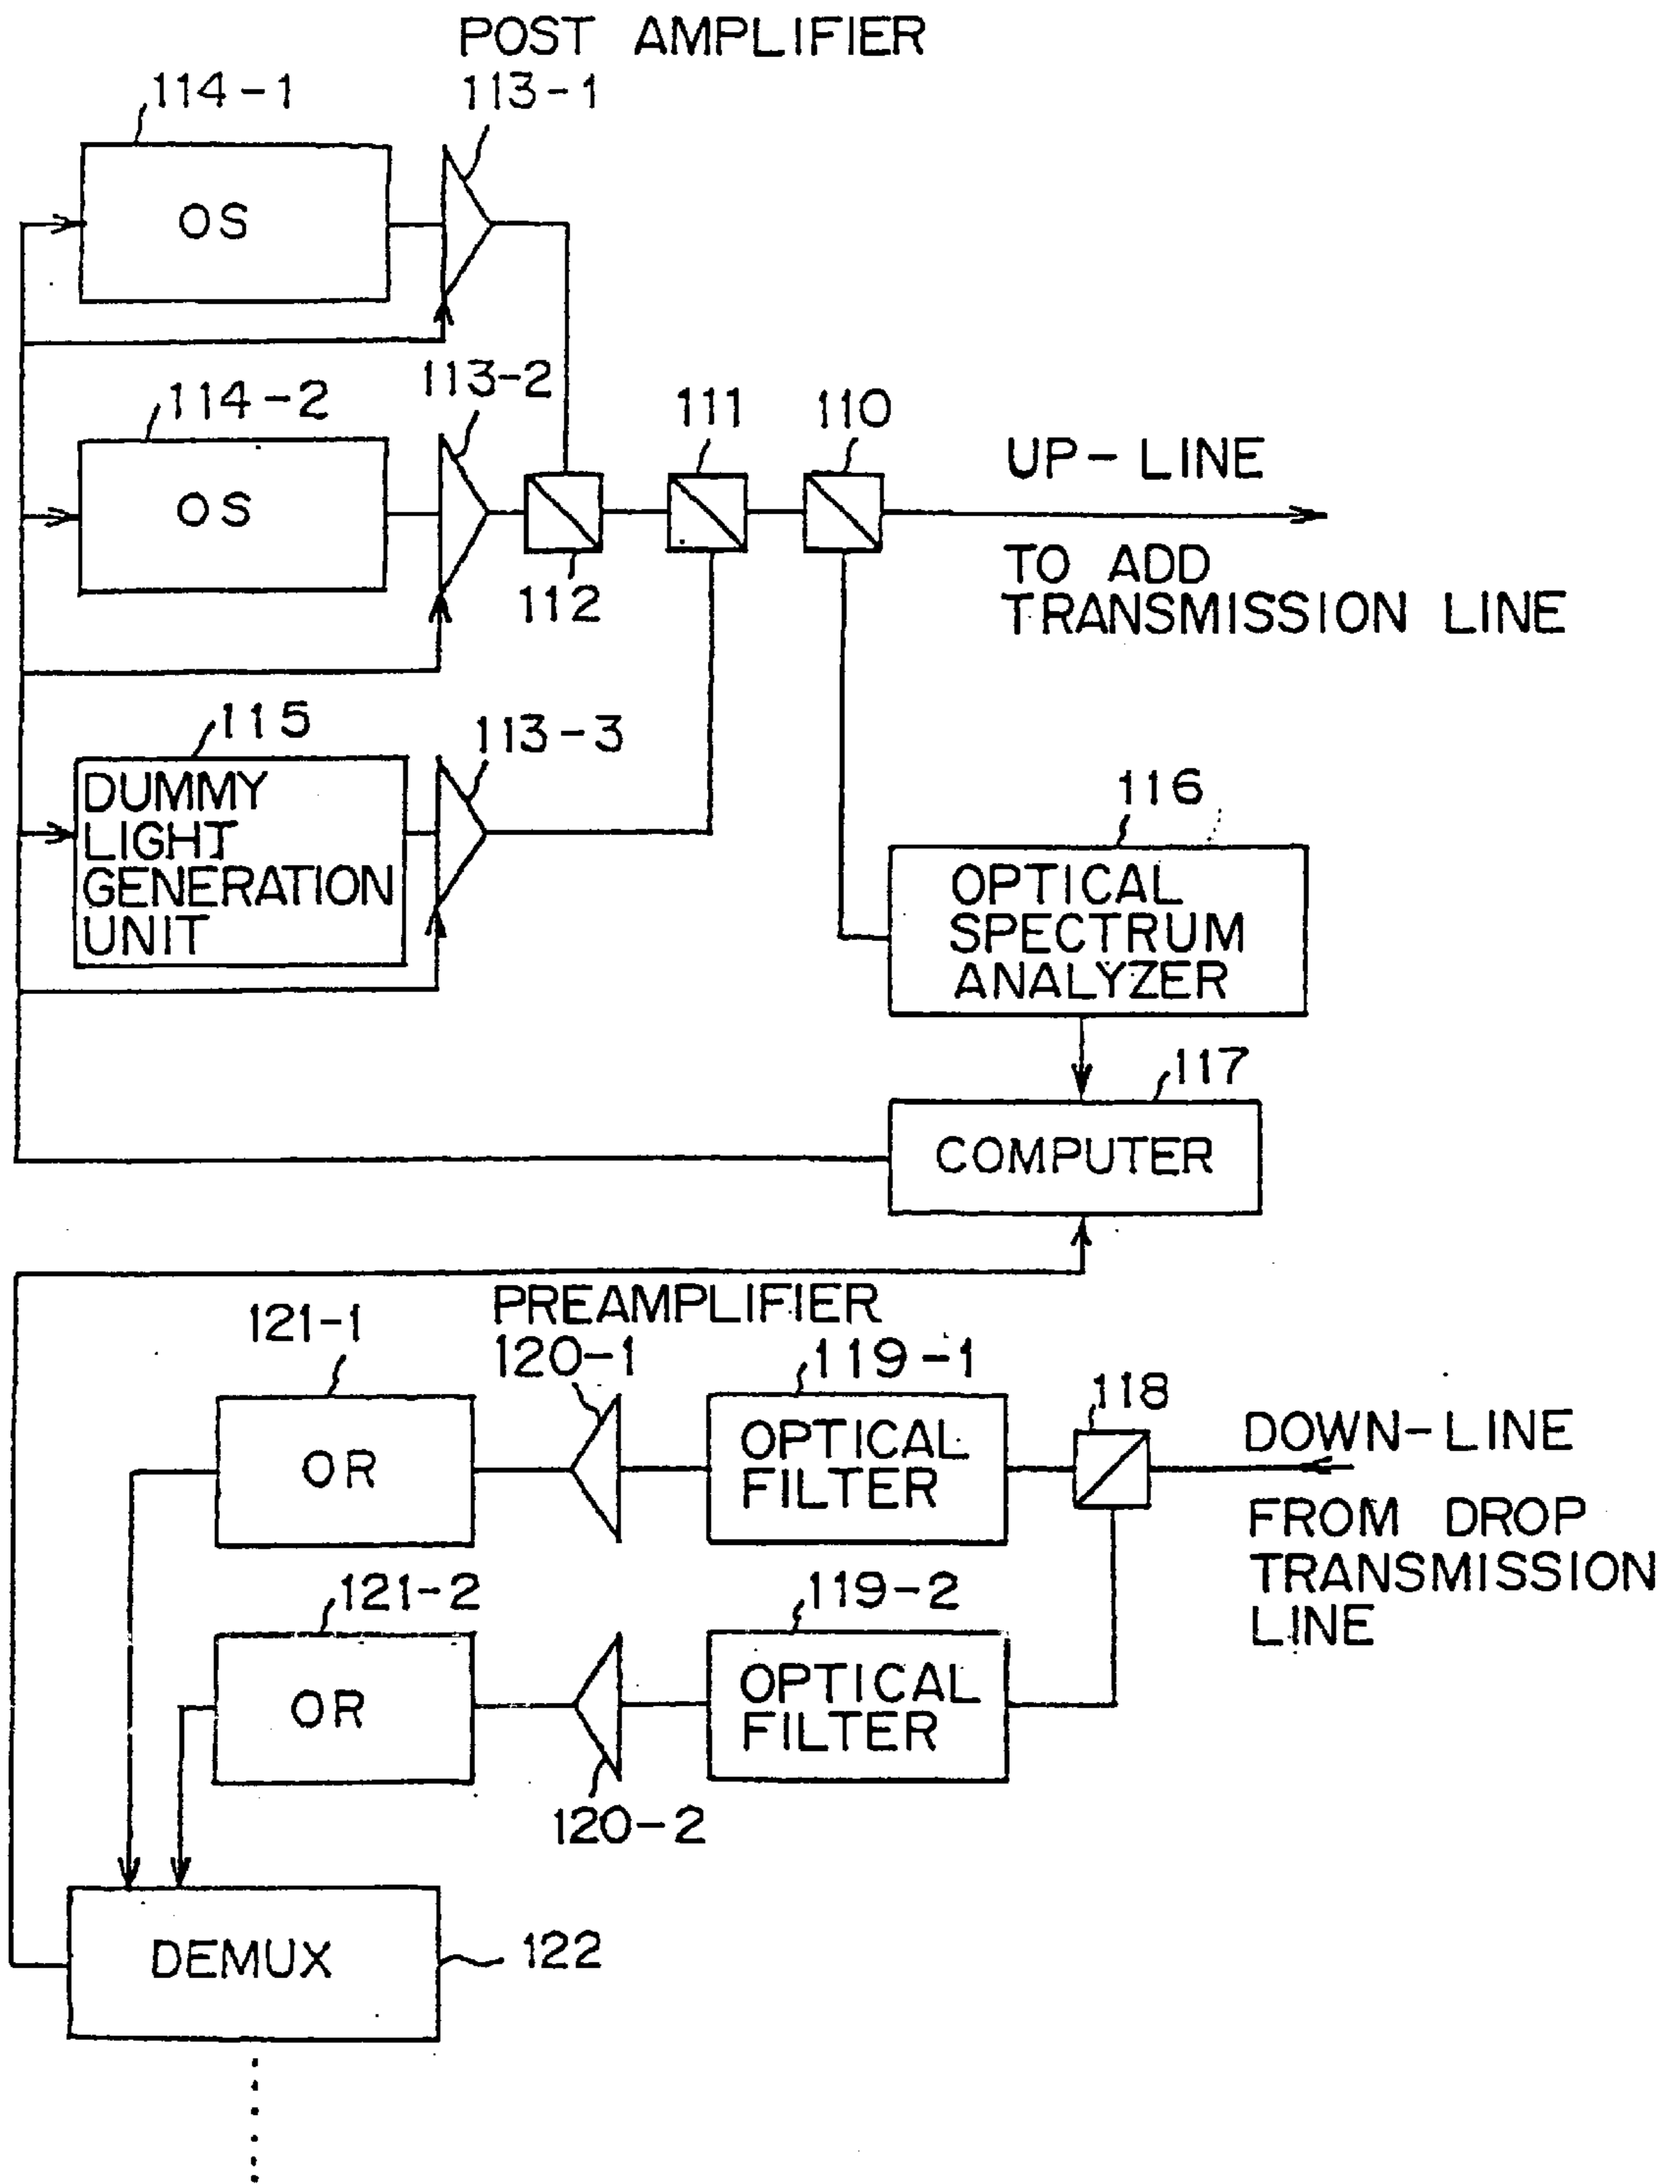 POST AMPLIFIER
114-1
113-1
OS
113-2
114-2
111
110
OS
UP-LINE
112
TO ADD
TRANSMISSION LINE
115
113-3
DUMMY
LIGHT
GENERATION
UNIT
116
OPTICAL
SPECTRUM
ANALYZER
117
COMPUTER
PREAMPLIFIER
121-1
120-1
119-1
118
OR
OPTICAL
FILTER
DOWN-LINE
FROM DROP
TRANSMISSION
LINE
121-2
119-2
OR
OPTICAL
FILTER
120-2
DEMUX
122